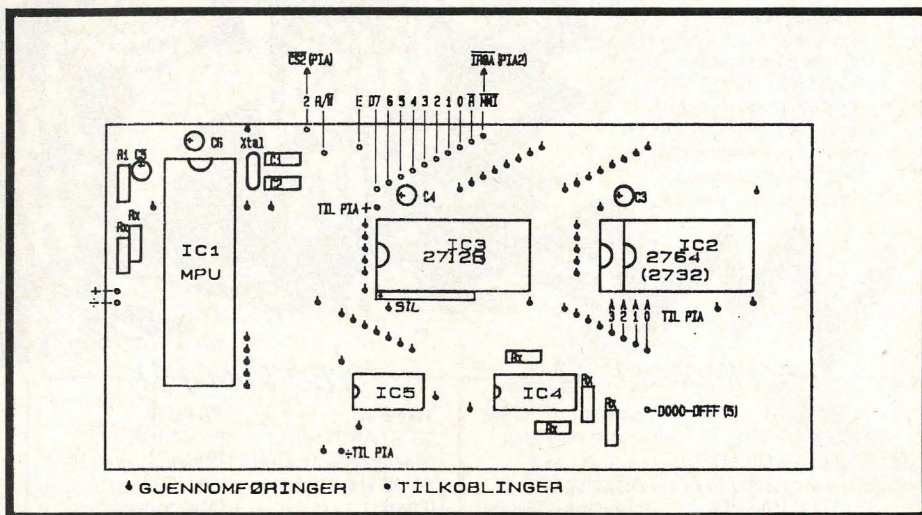 CS2 (PIA) IRQA (PIA2)
2 R/W E D7 6 5 4 3 2 1 0 R NMI
C6 Xtal
R1 C5 C1
C2
C4 C3
TIL PIA +
Rx
Rx
IC1
MPU
IC3
27128
IC2
2764
(2732)
SIL
+
÷
A A A A
3 2 1 0 TIL PIA
Rx
IC5 IC4 Rx
Rx
Rx
D000-DFFF (5)
÷TIL PIA
GJENNOMFØRINGER • TILKOBLINGER